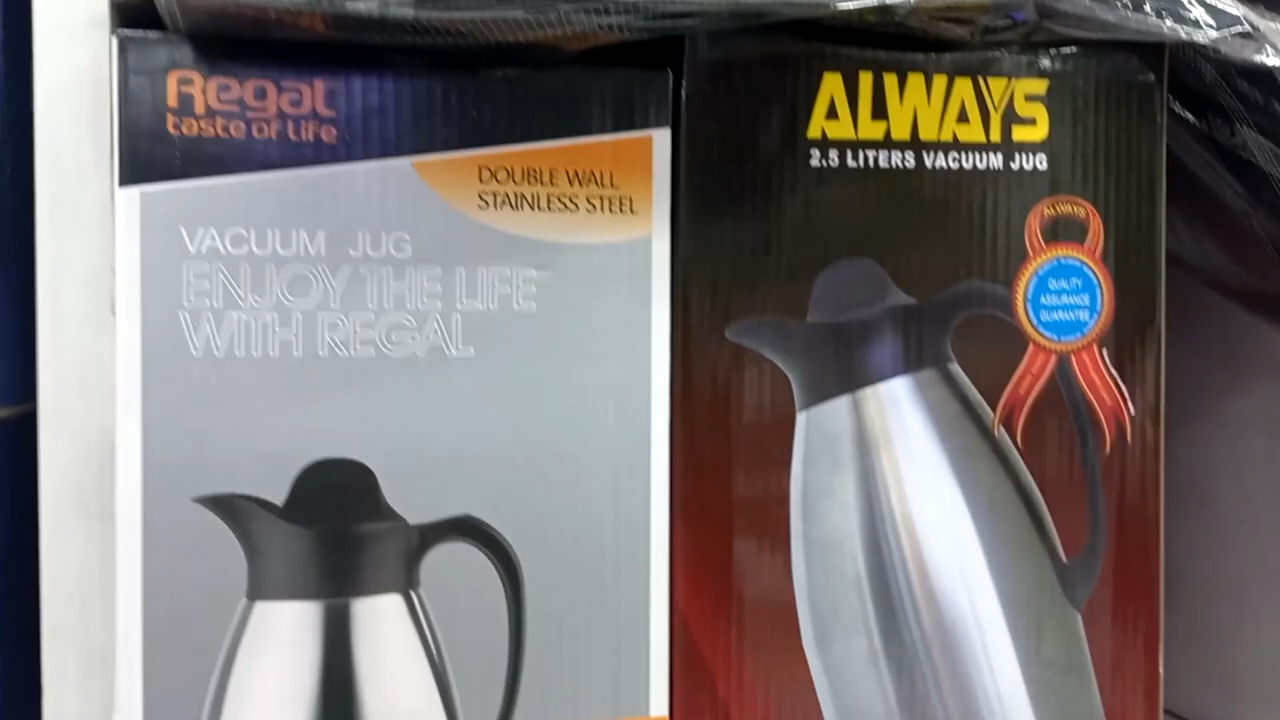 Regal
taste of life
DOUBLE WALL
STAINLESS STEEL
VACUUM JUG
ENJOY THE LIFE
WITH REGAL
ALWAYS
2.5 LITERS VACUUM JUG
ALWAYS
QUALITY
ASSURANCE
GUARANTEE